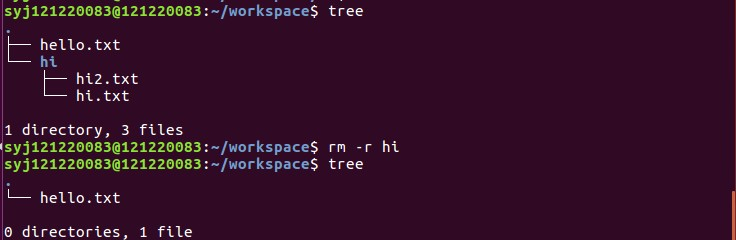 syj121220083@121220083:~/workspace$ tree
.
├── hello.txt
└── hi
    ├── hi2.txt
    └── hi.txt
1 directory, 3 files
syj121220083@121220083:~/workspace$ rm -r hi
syj121220083@121220083:~/workspace$ tree
.
└── hello.txt
0 directories, 1 file